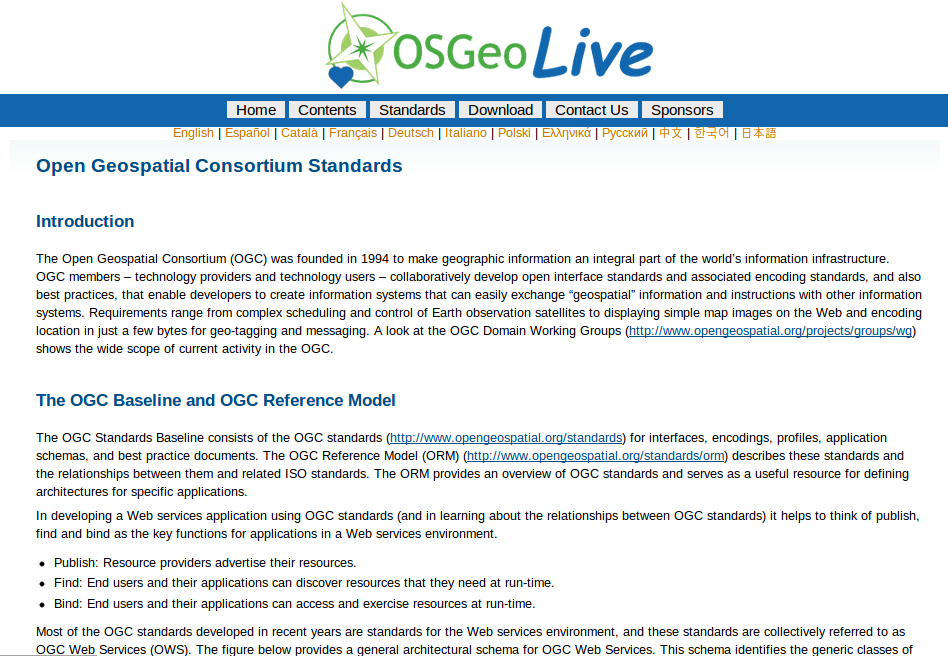 OSGeo Live
Home Contents Standards Download Contact Us Sponsors
English | Español | Català | Français | Deutsch | Italiano | Polski | Ελληνικά | Русский | 中文 | 한국어 | 日本語
Open Geospatial Consortium Standards
Introduction
The Open Geospatial Consortium (OGC) was founded in 1994 to make geographic information an integral part of the world’s information infrastructure.
OGC members – technology providers and technology users – collaboratively develop open interface standards and associated encoding standards, and also
best practices, that enable developers to create information systems that can easily exchange “geospatial” information and instructions with other information
systems. Requirements range from complex scheduling and control of Earth observation satellites to displaying simple map images on the Web and encoding
location in just a few bytes for geo-tagging and messaging. A look at the OGC Domain Working Groups (http://www.opengeospatial.org/projects/groups/wg)
shows the wide scope of current activity in the OGC.
The OGC Baseline and OGC Reference Model
The OGC Standards Baseline consists of the OGC standards (http://www.opengeospatial.org/standards) for interfaces, encodings, profiles, application
schemas, and best practice documents. The OGC Reference Model (ORM) (http://www.opengeospatial.org/standards/orm) describes these standards and
the relationships between them and related ISO standards. The ORM provides an overview of OGC standards and serves as a useful resource for defining
architectures for specific applications.
In developing a Web services application using OGC standards (and in learning about the relationships between OGC standards) it helps to think of publish,
find and bind as the key functions for applications in a Web services environment.
• Publish: Resource providers advertise their resources.
• Find: End users and their applications can discover resources that they need at run-time.
• Bind: End users and their applications can access and exercise resources at run-time.
Most of the OGC standards developed in recent years are standards for the Web services environment, and these standards are collectively referred to as
OGC Web Services (OWS). The figure below provides a general architectural schema for OGC Web Services. This schema identifies the generic classes of